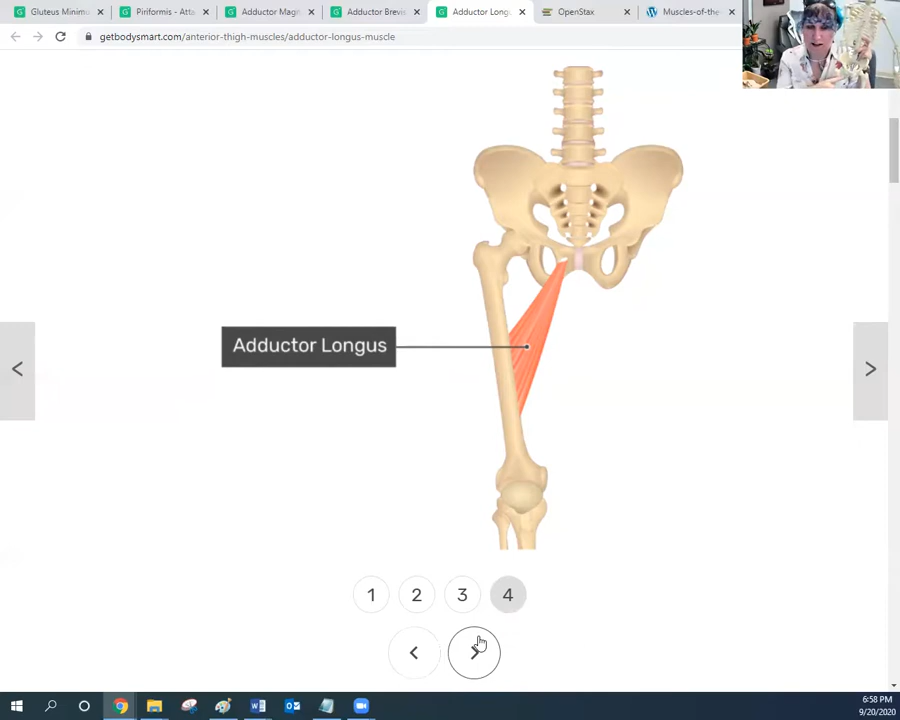 Gluteus Minimu
Piriformis - Atta
Adductor Magn
Adductor Brevis
Adductor Long
OpenStax
Muscles-of-the-
getbodysmart.com/anterior-thigh-muscles/adductor-longus-muscle
Adductor Longus
1 2 3 4
6:58 PM
9/20/2020